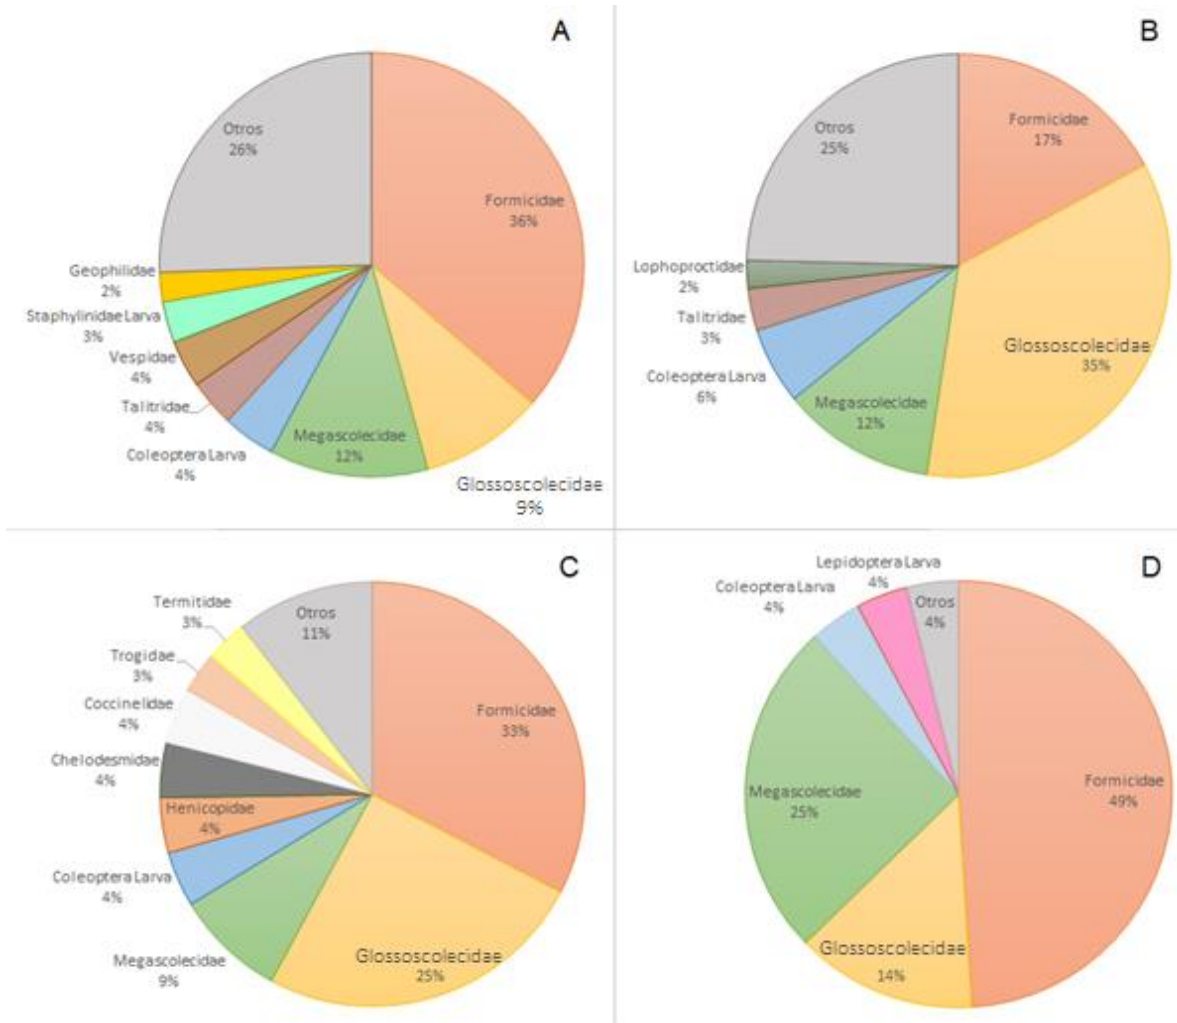 A
Otros
26%
Formicidae
36%
Geophilidae
2%
Staphylinidae Larva
3%
Vespidae
4%
Talitridae
4%
Coleoptera Larva
4%
Megascolecidae
12%
Glossoscolecidae
9%
B
Otros
25%
Formicidae
17%
Lophoproctidae
2%
Talitridae
3%
Coleoptera Larva
6%
Megascolecidae
12%
Glossoscolecidae
35%
C
Termitidae
3%
Otros
11%
Trogidae
3%
Coccinelidae
4%
Formicidae
33%
Chelodesmidae
4%
Henicopidae
4%
Coleoptera Larva
4%
Megascolecidae
9%
Glossoscolecidae
25%
D
Lepidoptera Larva
4%
Coleoptera Larva
4%
Otros
4%
Formicidae
49%
Megascolecidae
25%
Glossoscolecidae
14%